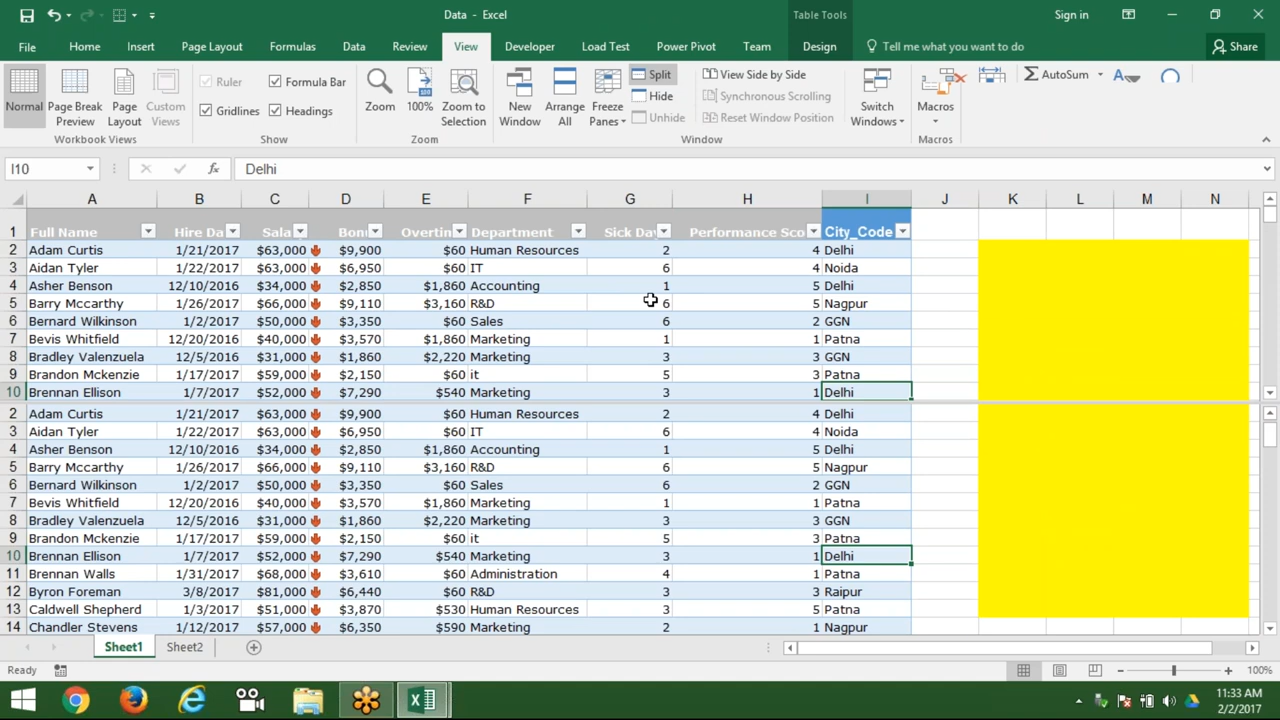 Data - Excel
Table Tools
Sign in
File Home Insert Page Layout Formulas Data Review View Developer Load Test Power Pivot Team Design Tell me what you want to do Share
Normal Page Break Preview Page Layout Custom Views Ruler Formula Bar Gridlines Headings Zoom 100% Zoom to Selection New Window Arrange All Freeze Panes Split Hide Unhide View Side by Side Synchronous Scrolling Reset Window Position Switch Windows Macros AutoSum
Workbook Views Show Zoom Window Macros
I10 fx Delhi
A B C D E F G H I J K L M N
1 Full Name Hire Da Sala Bonu Overtim Department Sick Day Performance Sco City_Code
2 Adam Curtis 1/21/2017 $63,000 $9,900 $60 Human Resources 2 4 Delhi
3 Aidan Tyler 1/22/2017 $63,000 $6,950 $60 IT 6 4 Noida
4 Asher Benson 12/10/2016 $34,000 $2,850 $1,860 Accounting 1 5 Delhi
5 Barry Mccarthy 1/26/2017 $66,000 $9,110 $3,160 R&D 6 5 Nagpur
6 Bernard Wilkinson 1/2/2017 $50,000 $3,350 $60 Sales 6 2 GGN
7 Bevis Whitfield 12/20/2016 $40,000 $3,570 $1,860 Marketing 1 1 Patna
8 Bradley Valenzuela 12/5/2016 $31,000 $1,860 $2,220 Marketing 3 3 GGN
9 Brandon Mckenzie 1/17/2017 $59,000 $2,150 $60 it 5 3 Patna
10 Brennan Ellison 1/7/2017 $52,000 $7,290 $540 Marketing 3 1 Delhi
2 Adam Curtis 1/21/2017 $63,000 $9,900 $60 Human Resources 2 4 Delhi
3 Aidan Tyler 1/22/2017 $63,000 $6,950 $60 IT 6 4 Noida
4 Asher Benson 12/10/2016 $34,000 $2,850 $1,860 Accounting 1 5 Delhi
5 Barry Mccarthy 1/26/2017 $66,000 $9,110 $3,160 R&D 6 5 Nagpur
6 Bernard Wilkinson 1/2/2017 $50,000 $3,350 $60 Sales 6 2 GGN
7 Bevis Whitfield 12/20/2016 $40,000 $3,570 $1,860 Marketing 1 1 Patna
8 Bradley Valenzuela 12/5/2016 $31,000 $1,860 $2,220 Marketing 3 3 GGN
9 Brandon Mckenzie 1/17/2017 $59,000 $2,150 $60 it 5 3 Patna
10 Brennan Ellison 1/7/2017 $52,000 $7,290 $540 Marketing 3 1 Delhi
11 Brennan Walls 1/31/2017 $68,000 $3,610 $60 Administration 4 1 Patna
12 Byron Foreman 3/8/2017 $81,000 $6,440 $60 R&D 3 3 Raipur
13 Caldwell Shepherd 1/3/2017 $51,000 $3,870 $530 Human Resources 3 5 Patna
14 Chandler Stevens 1/12/2017 $57,000 $6,350 $590 Marketing 2 1 Nagpur
Sheet1 Sheet2
Ready 100%
11:33 AM
2/2/2017